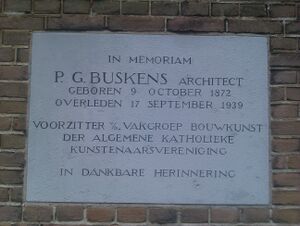 IN MEMORIAM
P. G. BUSKENS ARCHITECT
GEBOREN 9 OCTOBER 1872
OVERLEDEN 17 SEPTEMBER 1939
VOORZITTER V/D VAKGROEP BOUWKUNST
DER ALGEMENE KATHOLIEKE
KUNSTENAARSVERENIGING
IN DANKBARE HERINNERING